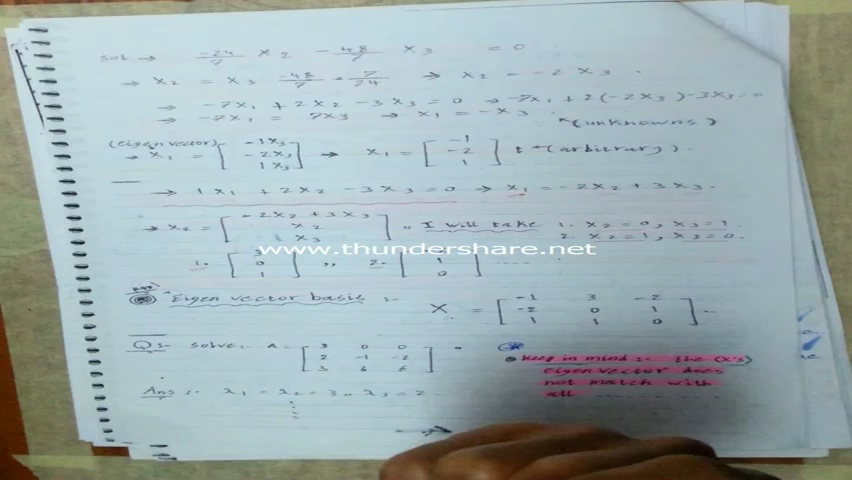 sol → -24/7 x2 -48/7 x3 = 0
→ x2 = x3 -48/7 * 7/24 → x2 = -2 x3 .
→ -7x1 + 2x2 - 3x3 = 0 → -7x1 + 2(-2x3) - 3x3 = 0
→ -7x1 = 7x3 → x1 = -x3 .
(unknowns)
(eigen vector)
→ x1 = [ -1x3 -2x3 1x3 ] → x1 = [ -1 -2 1 ] t (arbitrary) .
→ 1x1 + 2x2 - 3x3 = 0 → x1 = -2x2 + 3x3 .
→ x2 = [ -2x2 + 3x3 x2 x3 ] I will take 1. x2 = 0, x3 = 1.
2. x2 = 1, x3 = 0.
www.thundershare.net
1. [ 3 0 1 ] ,, 2. [ 1 0 ] ......
Eigen vector basis :- X = [ -1 3 -2
-2 0 1
1 1 0 ]
Q:- solve:- A = [ 3 0 0
2 -1 -2
3 6 6 ]
Keep in mind :- the (x's)
eigen vector does
not match with
all
Ans :- λ1 = λ2 = 3 ,, λ3 = 2 .